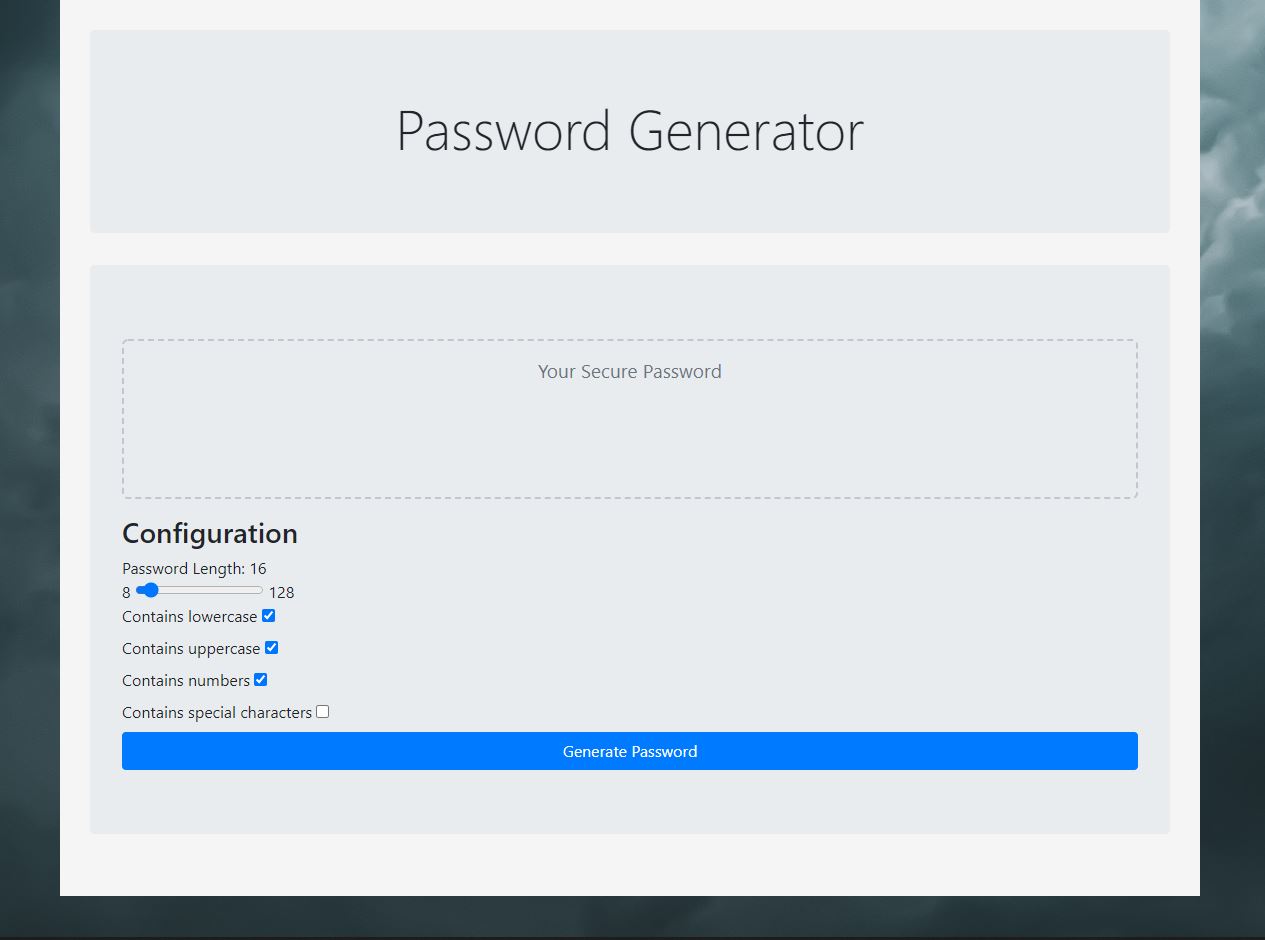 Password Generator
Your Secure Password
Configuration
Password Length: 16
8 128
Contains lowercase
Contains uppercase
Contains numbers
Contains special characters
Generate Password